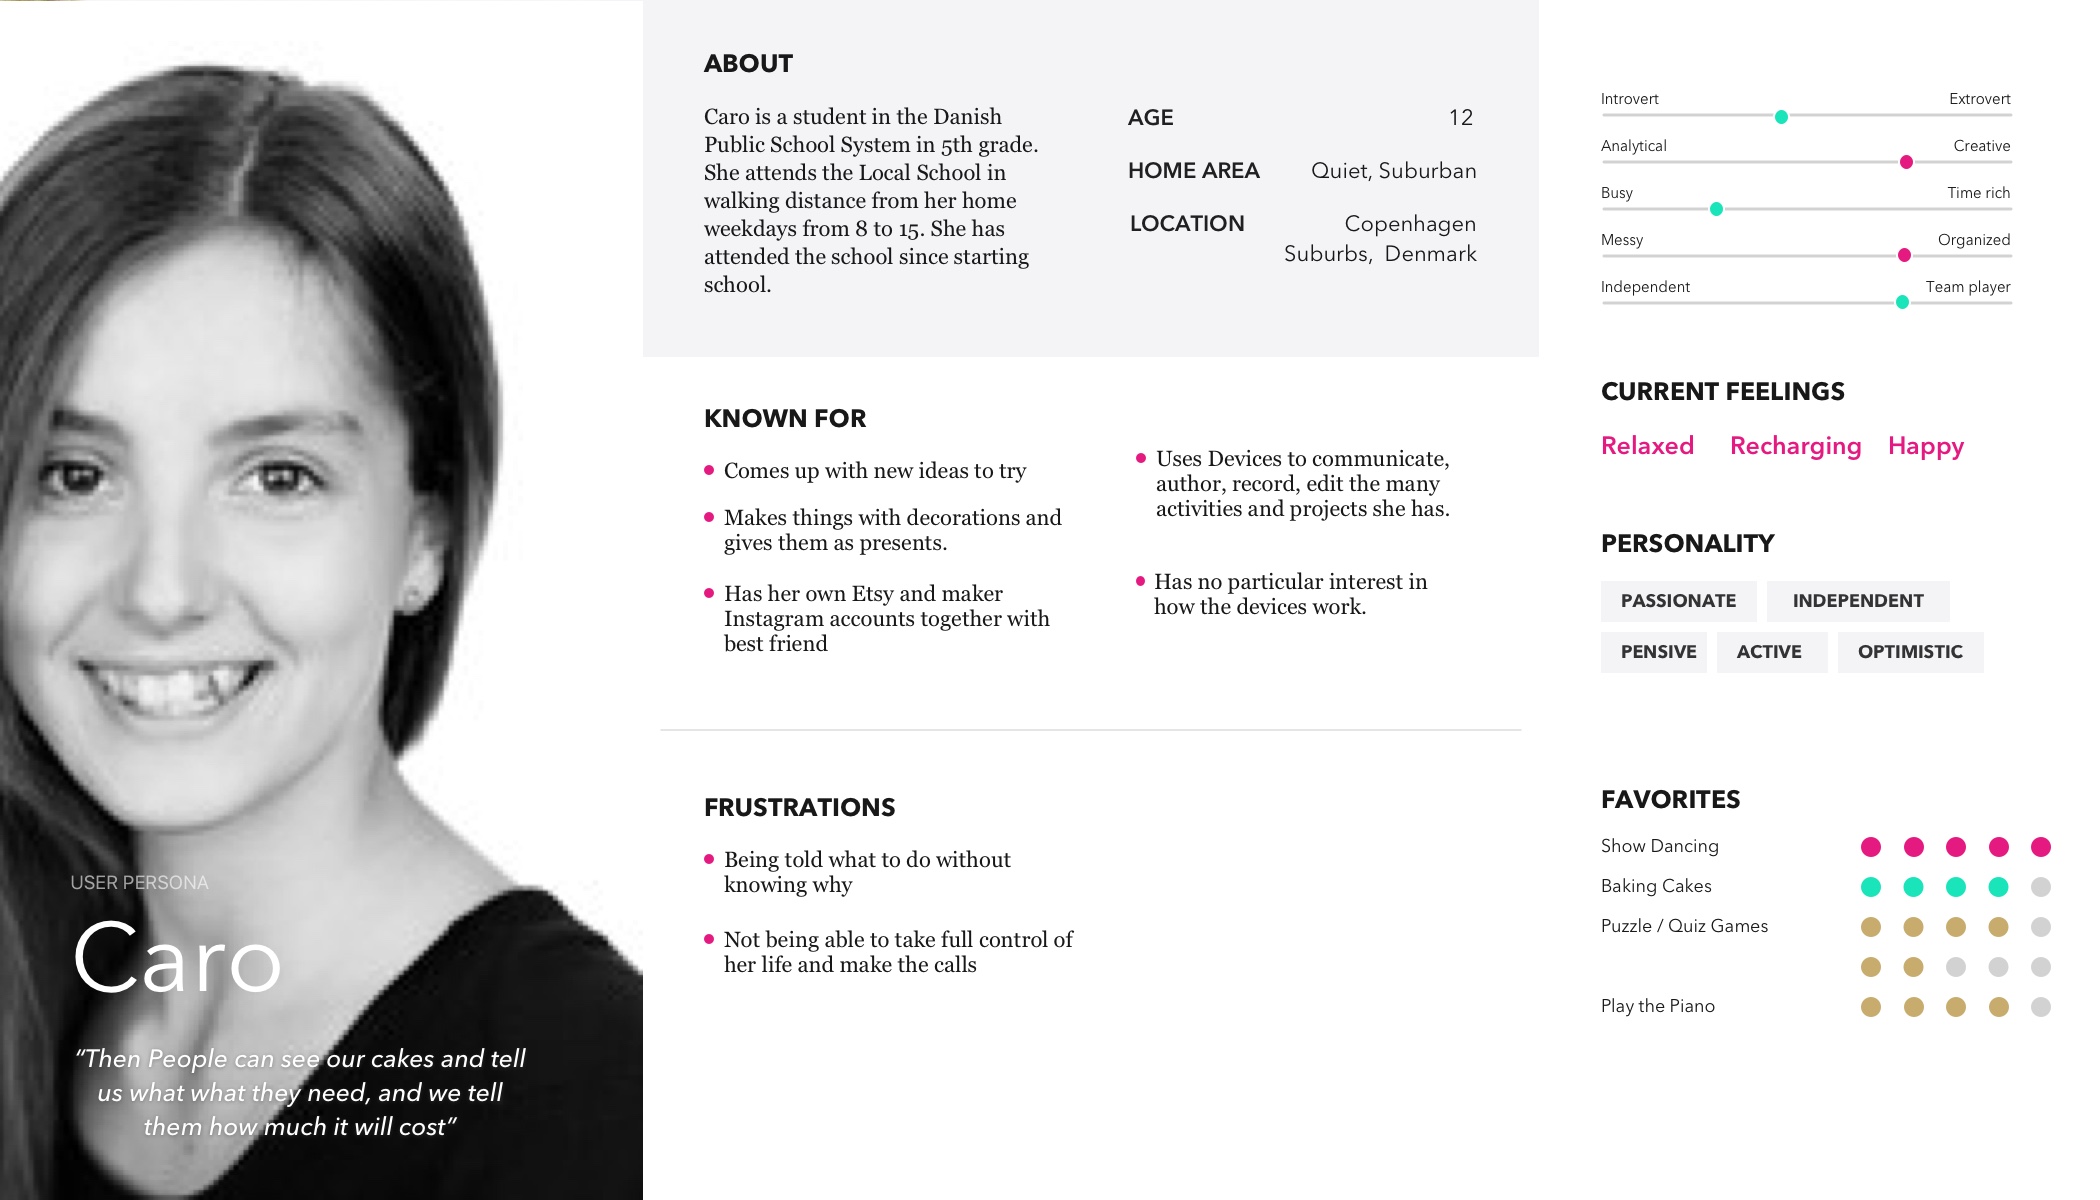 USER PERSONA
Caro
“Then People can see our cakes and tell
us what what they need, and we tell
them how much it will cost”
ABOUT
Caro is a student in the Danish
Public School System in 5th grade.
She attends the Local School in
walking distance from her home
weekdays from 8 to 15. She has
attended the school since starting
school.
AGE 12
HOME AREA Quiet, Suburban
LOCATION Copenhagen
Suburbs, Denmark
KNOWN FOR
Comes up with new ideas to try
Makes things with decorations and
gives them as presents.
Has her own Etsy and maker
Instagram accounts together with
best friend
Uses Devices to communicate,
author, record, edit the many
activities and projects she has.
Has no particular interest in
how the devices work.
FRUSTRATIONS
Being told what to do without
knowing why
Not being able to take full control of
her life and make the calls
Introvert Extrovert
Analytical Creative
Busy Time rich
Messy Organized
Independent Team player
CURRENT FEELINGS
Relaxed Recharging Happy
PERSONALITY
PASSIONATE INDEPENDENT
PENSIVE ACTIVE OPTIMISTIC
FAVORITES
Show Dancing
Baking Cakes
Puzzle / Quiz Games
Play the Piano